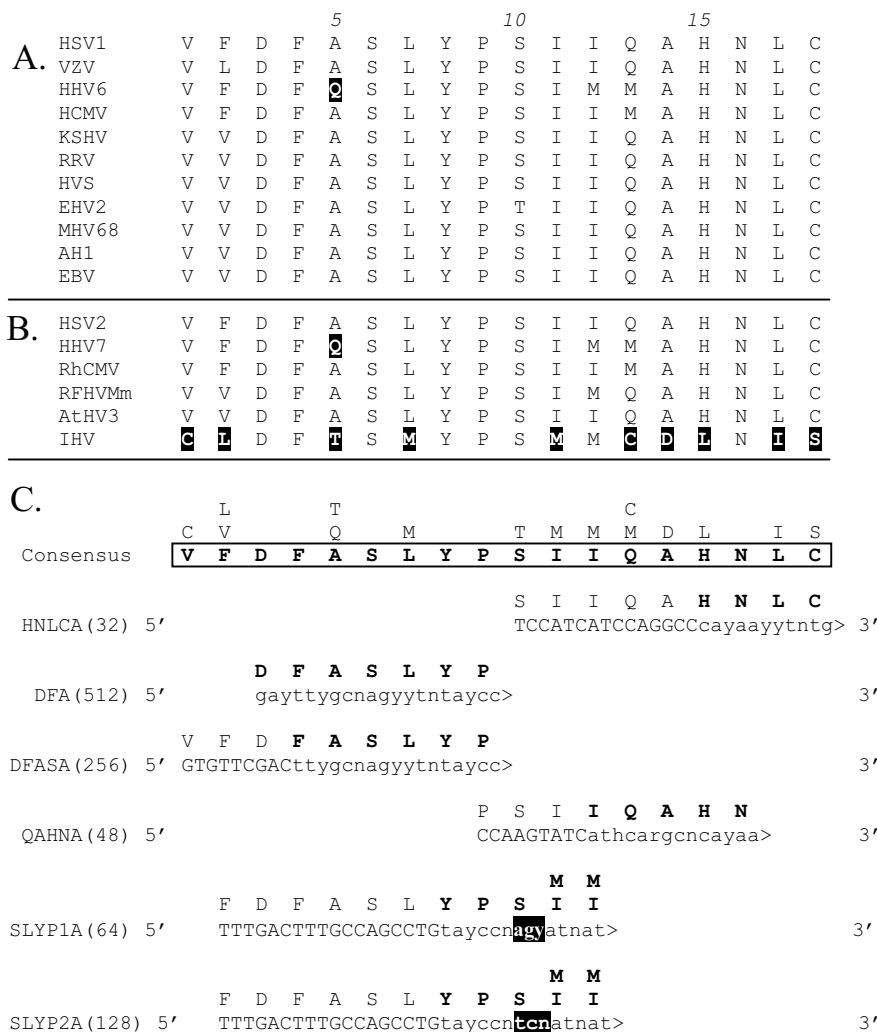 5 10 15
A.
HSV1 V F D F A S L Y P S I I Q A H N L C
VZV V L D F A S L Y P S I I Q A H N L C
HHV6 V F D F Q S L Y P S I M M A H N L C
HCMV V F D F A S L Y P S I I M A H N L C
KSHV V V D F A S L Y P S I I Q A H N L C
RRV V V D F A S L Y P S I I Q A H N L C
HVS V V D F A S L Y P S I I Q A H N L C
EHV2 V V D F A S L Y P T I I Q A H N L C
MHV68 V V D F A S L Y P S I I Q A H N L C
AH1 V V D F A S L Y P S I I Q A H N L C
EBV V V D F A S L Y P S I I Q A H N L C
B.
HSV2 V F D F A S L Y P S I I Q A H N L C
HHV7 V F D F Q S L Y P S I M M A H N L C
RhCMV V F D F A S L Y P S I I M A H N L C
RFHVMm V V D F A S L Y P S I M Q A H N L C
AtHV3 V V D F A S L Y P S I I Q A H N L C
IHV C L D F T S M Y P S M M C D L N I S
C.
L T C
C V Q M T M M M D L I S
Consensus V F D F A S L Y P S I I Q A H N L C
S I I Q A H N L C
HNLCA(32) 5′ TCCATCATCCAGGCCcayaayytntg> 3′
D F A S L Y P
DFA(512) 5′ gayttygcnagyytntaycc> 3′
V F D F A S L Y P
DFASA(256) 5′ GTGTTCGACttygcnagyytntaycc> 3′
P S I I Q A H N
QAHNA(48) 5′ CCAAGTATCathcargcncayaa> 3′
M M
F D F A S L Y P S I I
SLYP1A(64) 5′ TTTGACTTTGCCAGCCTGtayccnagyatnat> 3′
M M
F D F A S L Y P S I I
SLYP2A(128) 5′ TTTGACTTTGCCAGCCTGtayccntcnatnat> 3′